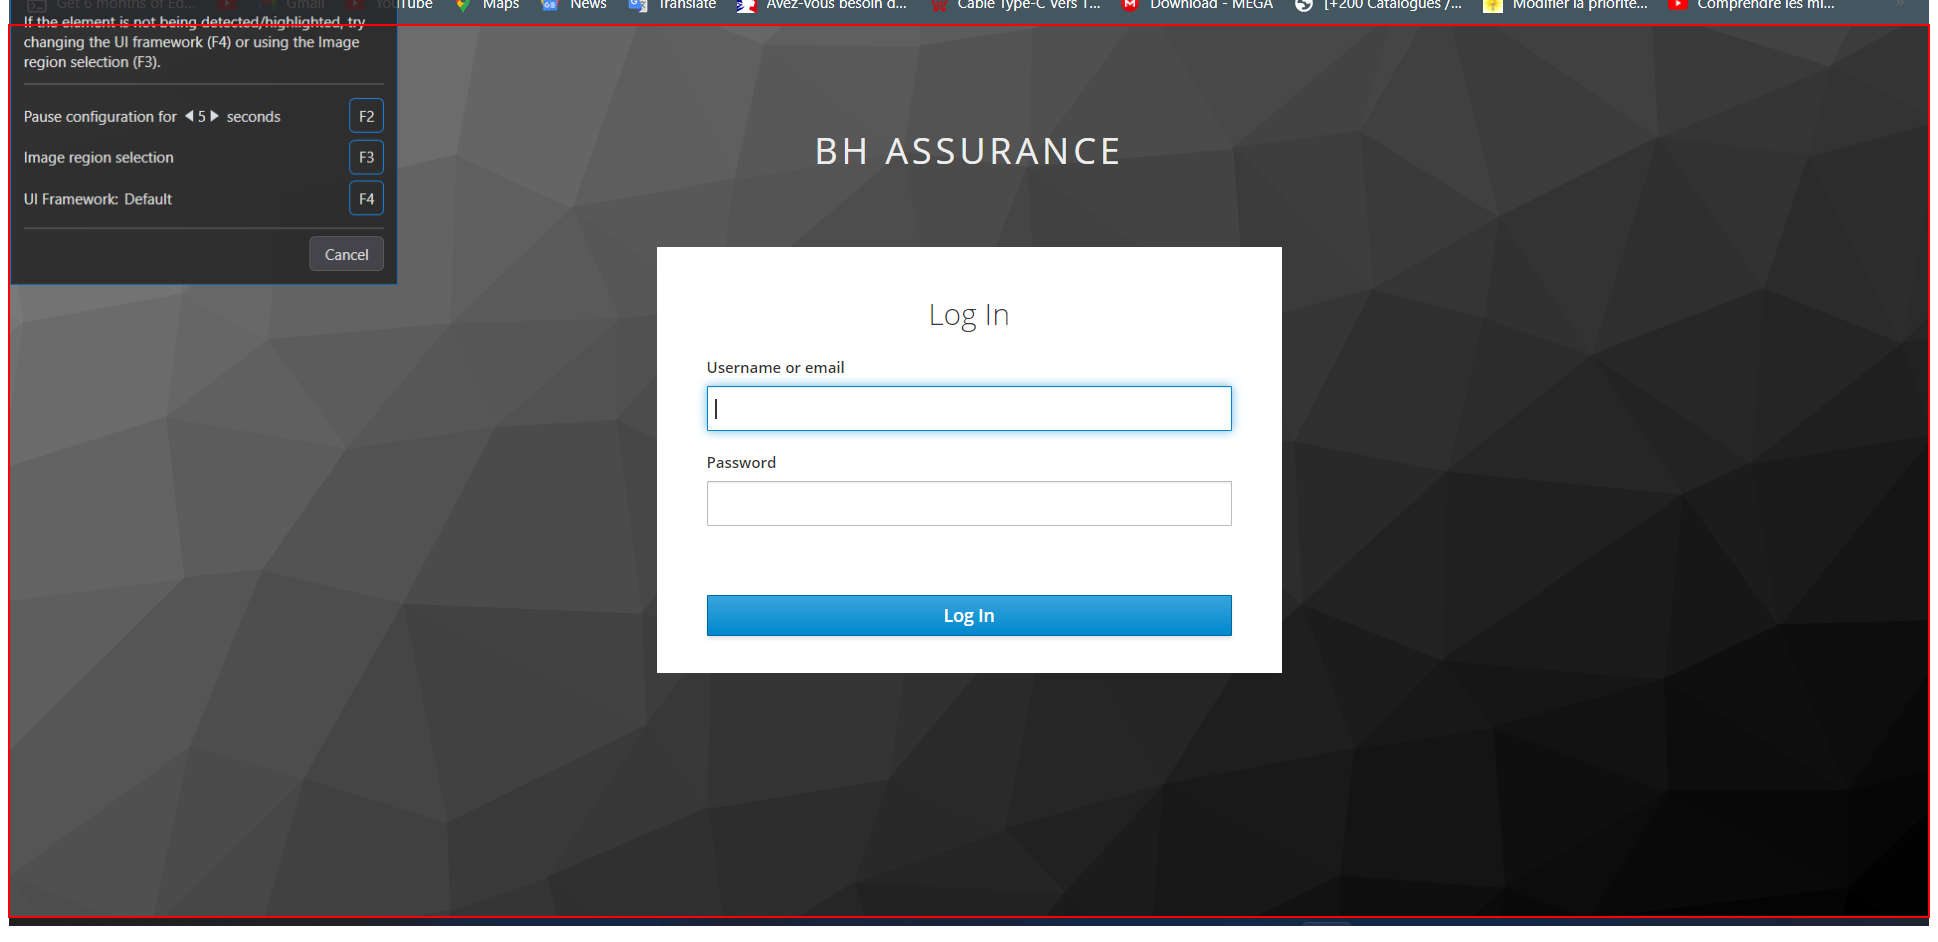 Get 6 months of Ed... Gmail YouTube Maps News Translate Avez-vous besoin d... Cable Type-C Vers T... Download - MEGA [+200 Catalogues /... Modifier la priorité... Comprendre les mi... »
If the element is not being detected/highlighted, try
changing the UI framework (F4) or using the Image
region selection (F3).
Pause configuration for 5 seconds F2
Image region selection F3
UI Framework: Default F4
Cancel
BH ASSURANCE
Log In
Username or email
Password
Log In